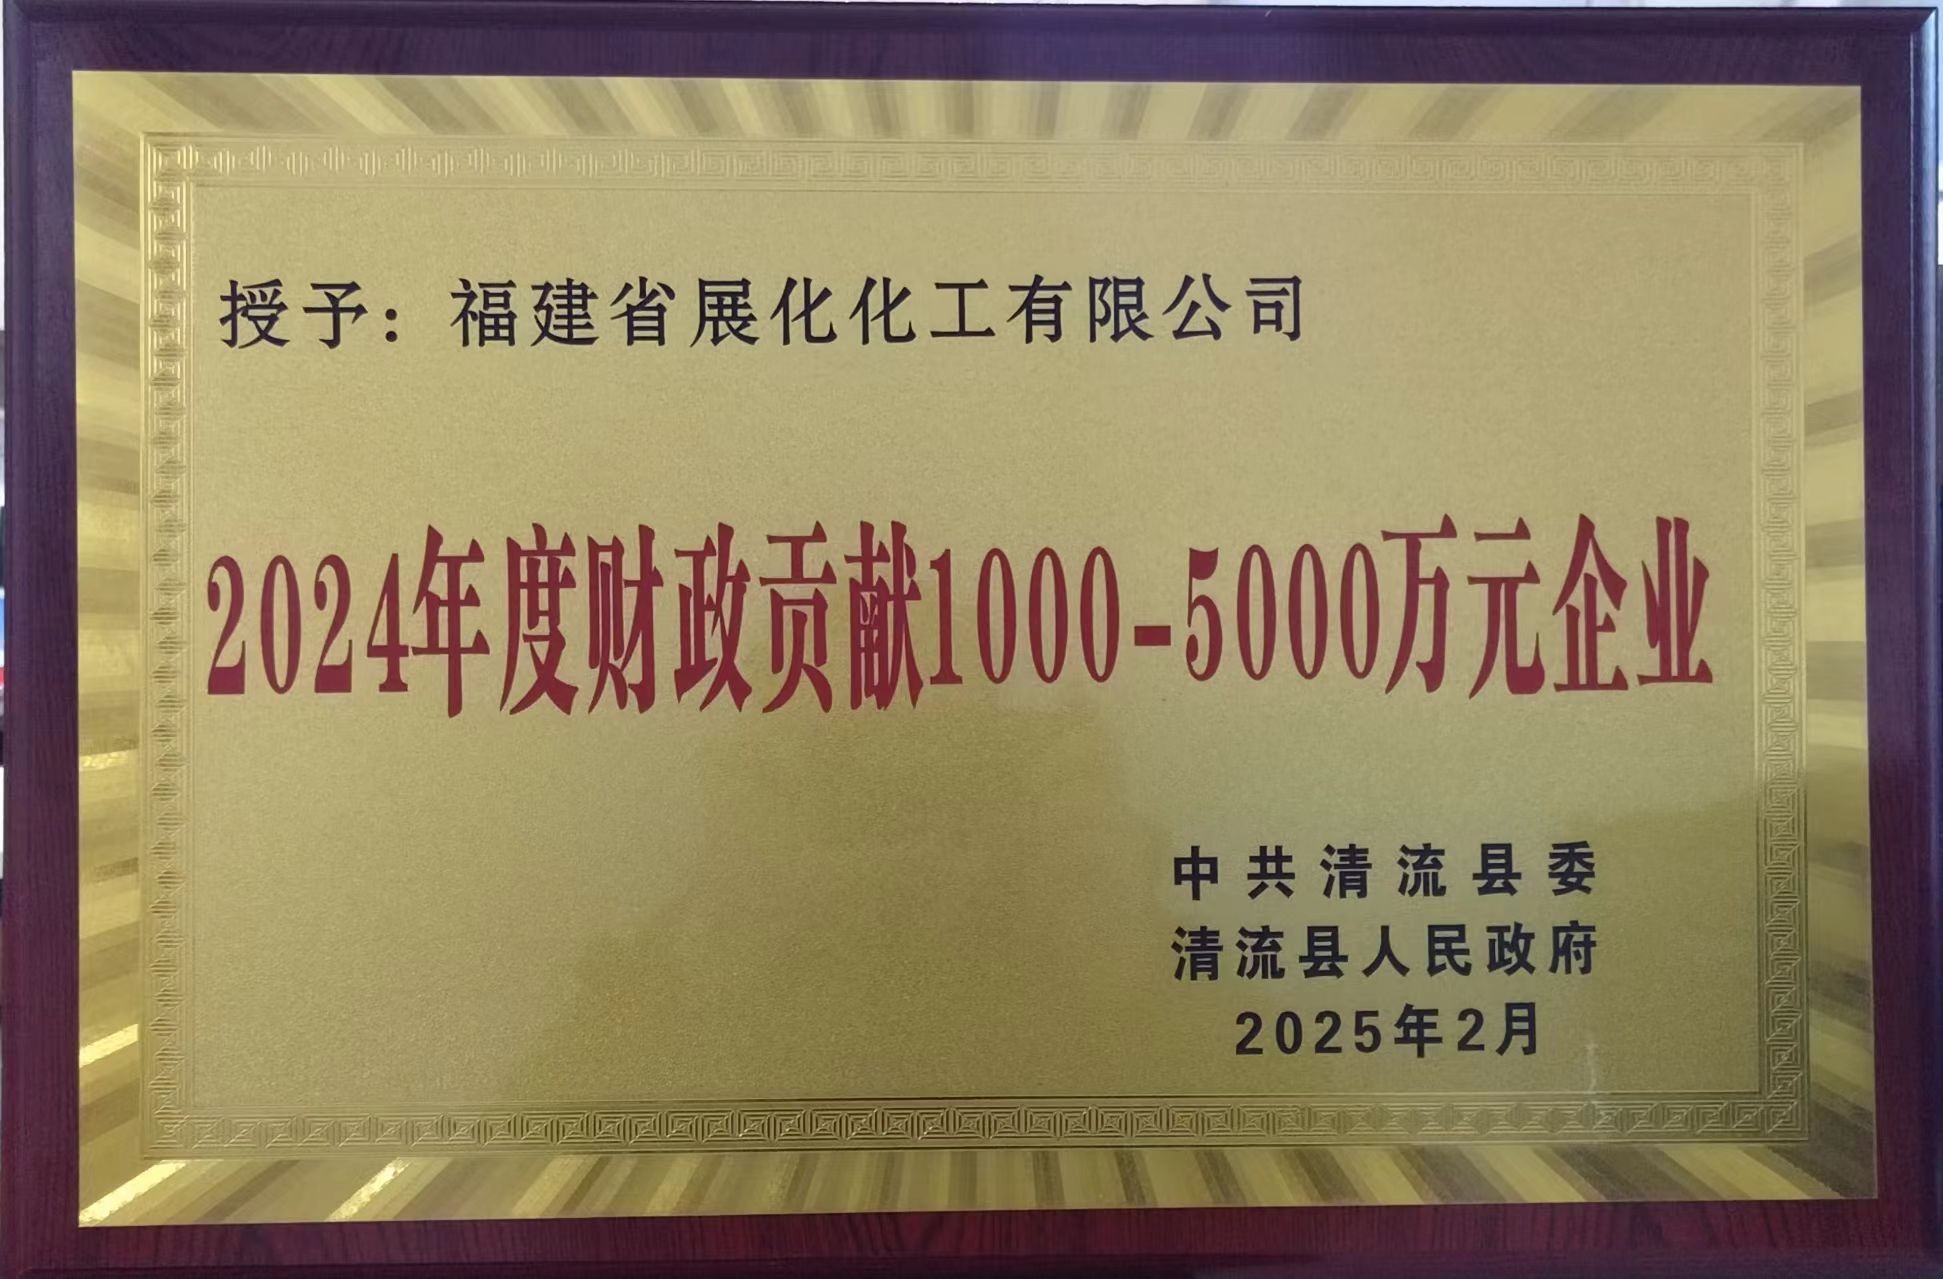 授予：福建省展化化工有限公司
2024年度财政贡献1000-5000万元企业
中共清流县委
清流县人民政府
2025年2月